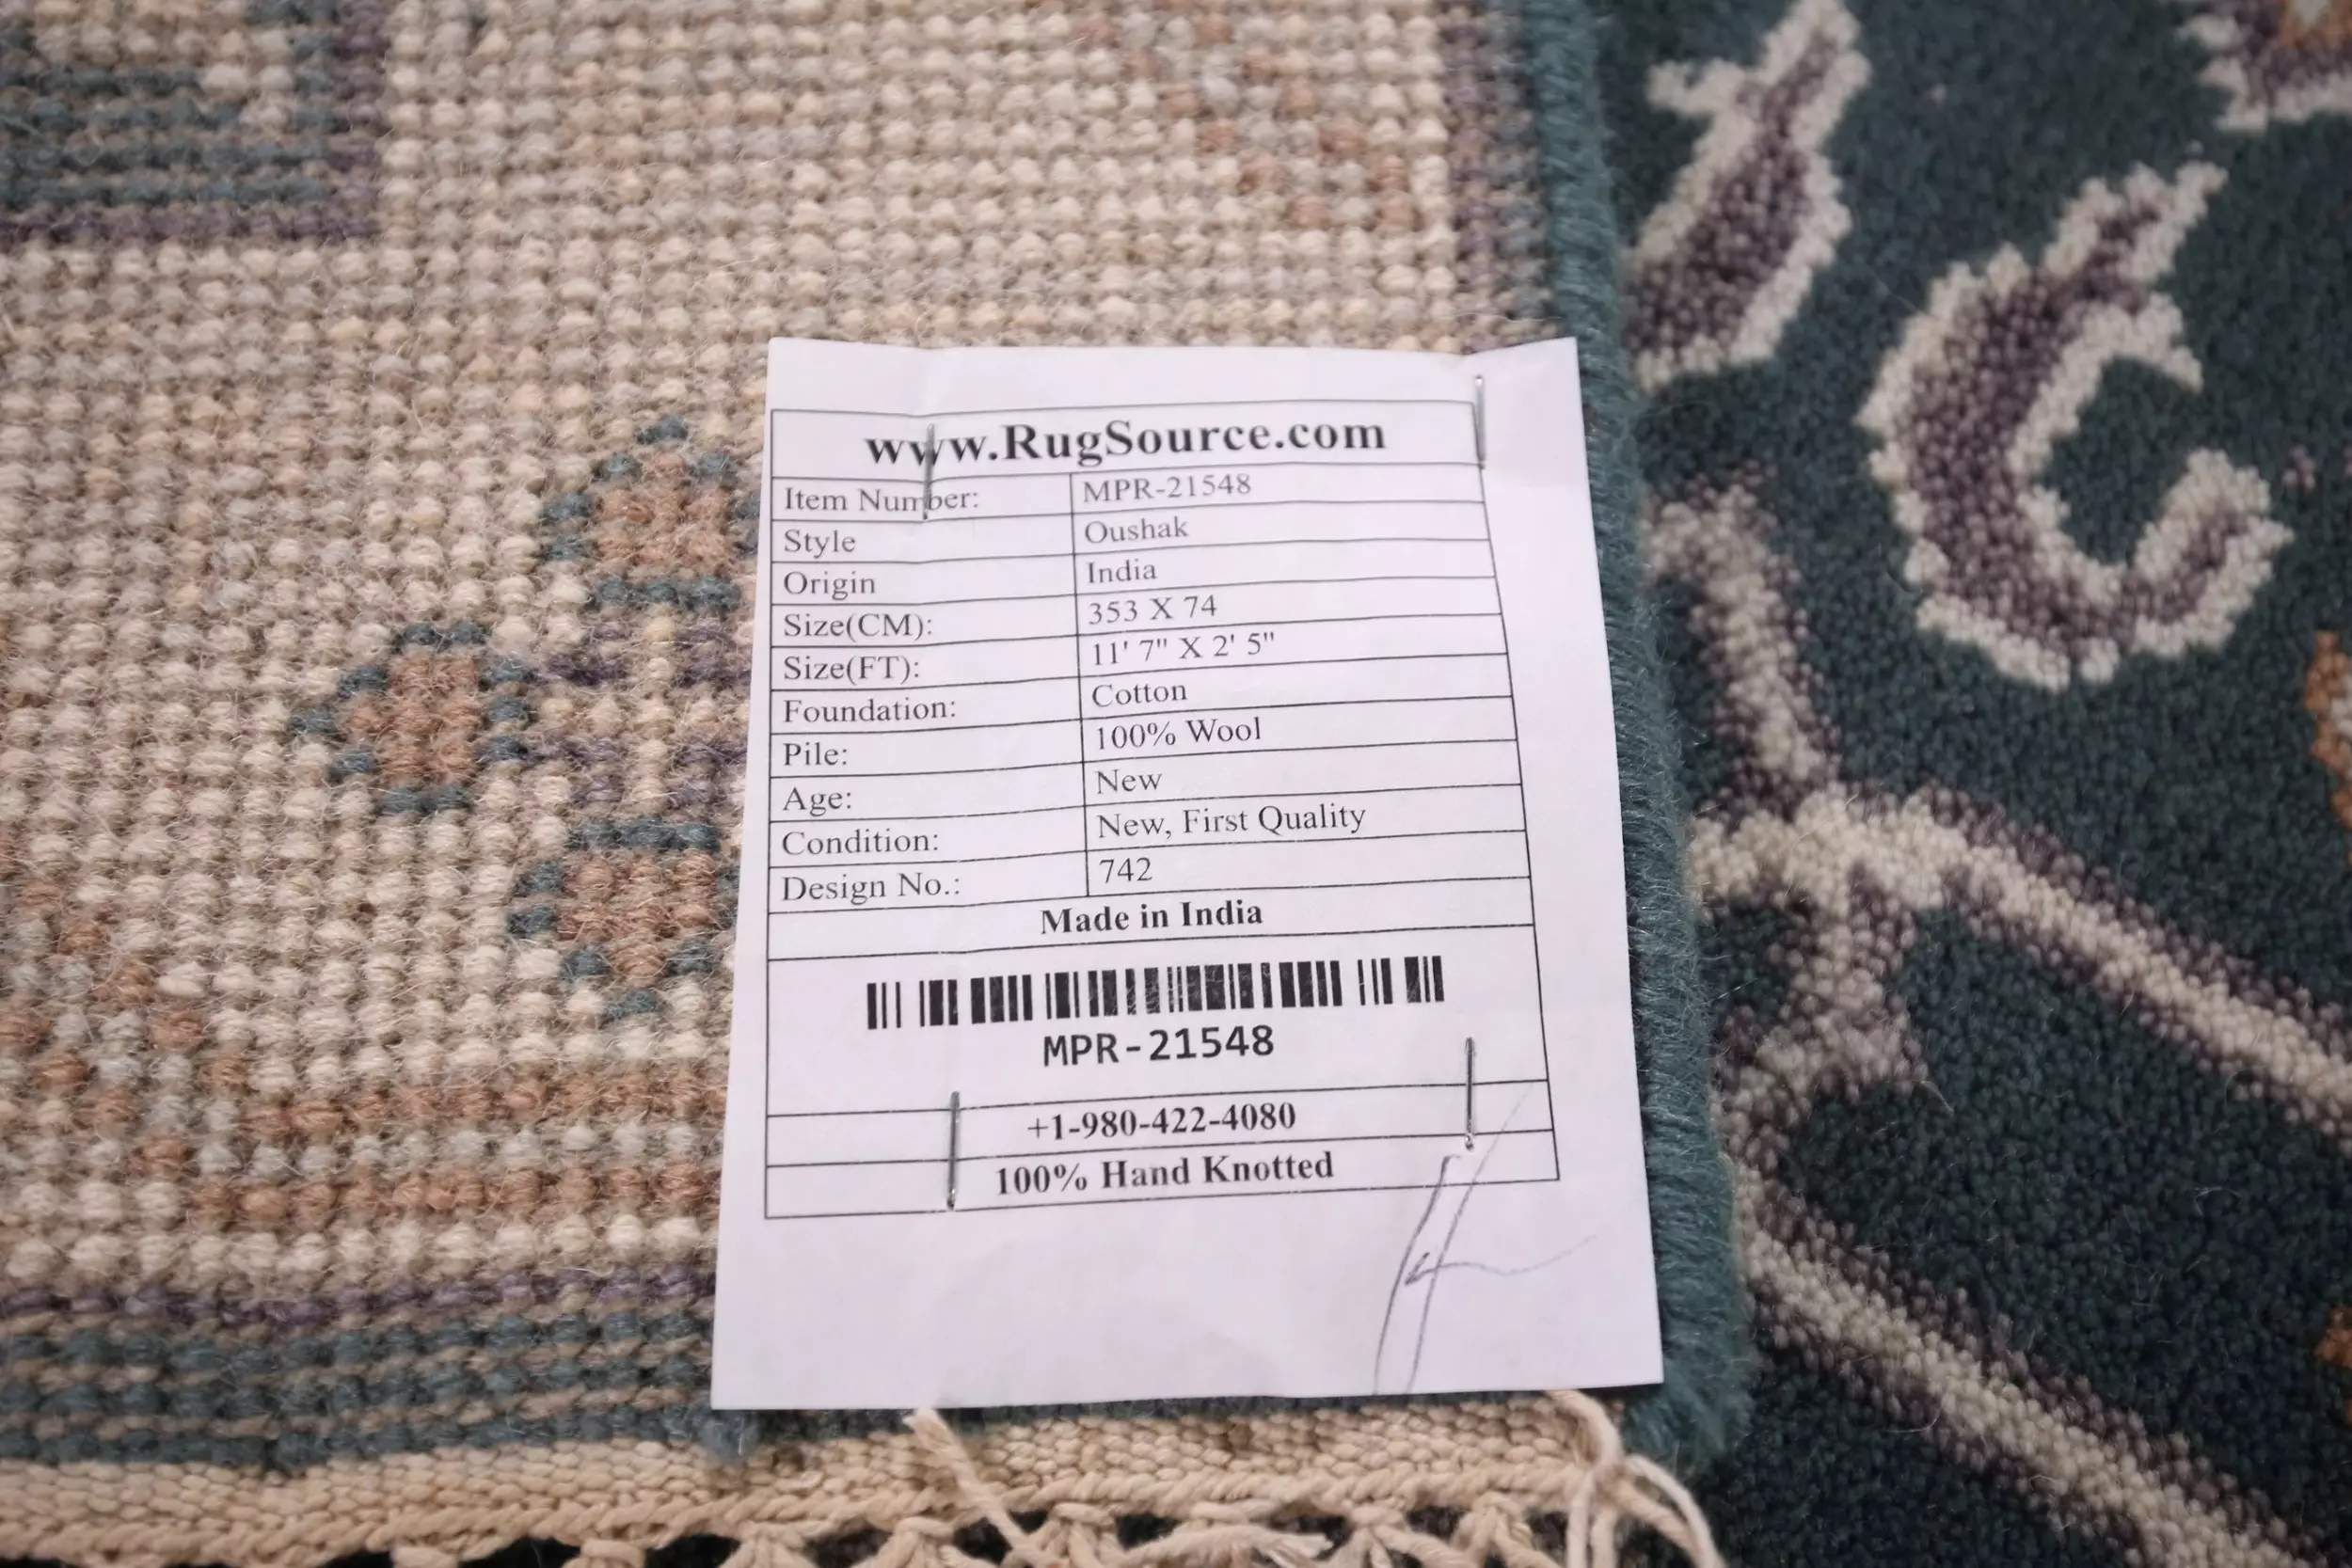 www.RugSource.com
Item Number: MPR-21548
Style Oushak
Origin India
Size(CM): 353 X 74
Size(FT): 11' 7" X 2' 5"
Foundation: Cotton
Pile: 100% Wool
Age: New
Condition: New, First Quality
Design No.: 742
Made in India
MPR-21548
+1-980-422-4080
100% Hand Knotted